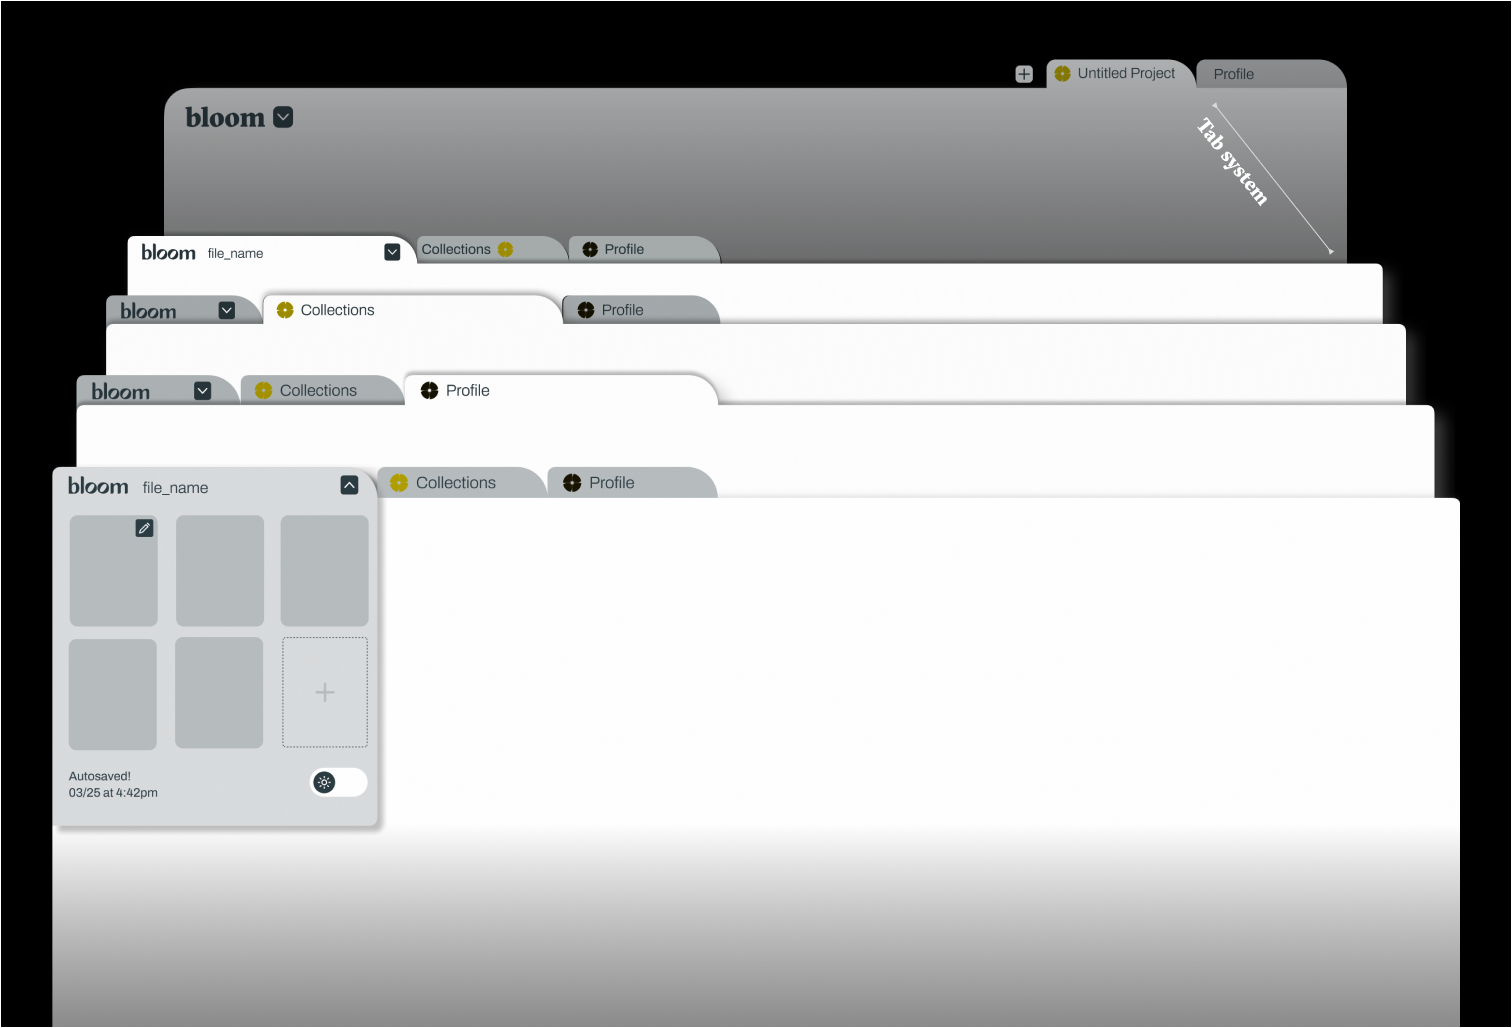 Untitled Project
Profile
bloom
Tab system
bloom file_name
Collections
Profile
bloom
Collections
Profile
bloom
Collections
Profile
bloom file_name
Collections
Profile
Autosaved!
03/25 at 4:42pm